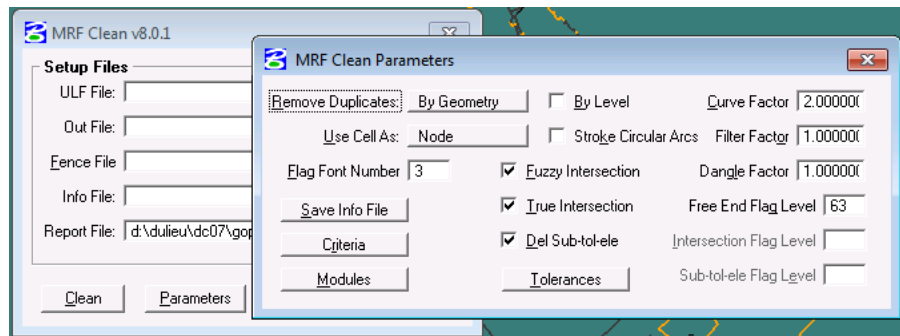 MRF Clean v8.0.1
Setup Files
ULF File:
Out File:
Fence File
Info File:
Report File: d:\dulieu\dc07\gop
Clean Parameters
MRF Clean Parameters
Remove Duplicates: By Geometry By Level Curve Factor 2.000000
Use Cell As: Node Stroke Circular Arcs Filter Factor 1.000000
Flag Font Number 3 Fuzzy Intersection Dangle Factor 1.000000
Save Info File True Intersection Free End Flag Level 63
Criteria Del Sub-tol-ele Intersection Flag Level
Modules Tolerances Sub-tol-ele Flag Level